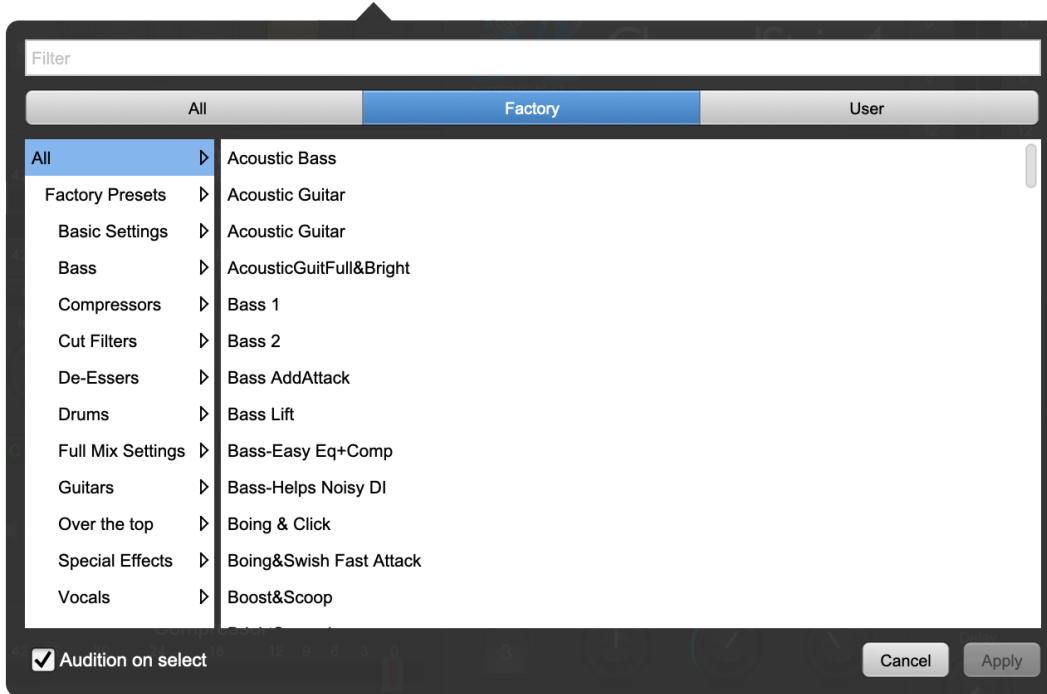 Filter
All Factory User
All
Factory Presets
Basic Settings
Bass
Compressors
Cut Filters
De-Essers
Drums
Full Mix Settings
Guitars
Over the top
Special Effects
Vocals
Acoustic Bass
Acoustic Guitar
Acoustic Guitar
AcousticGuitFull&Bright
Bass 1
Bass 2
Bass AddAttack
Bass Lift
Bass-Easy Eq+Comp
Bass-Helps Noisy DI
Boing & Click
Boing&Swish Fast Attack
Boost&Scoop
Audition on select
Cancel Apply